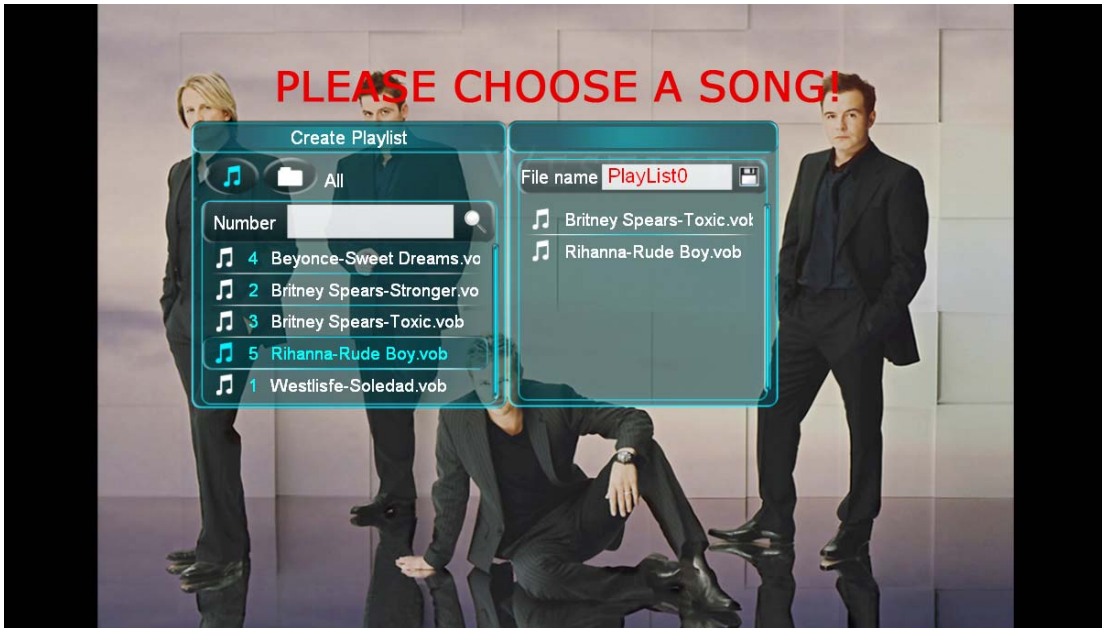 PLEASE CHOOSE A SONG!
Create Playlist
All
Number
4 Beyonce-Sweet Dreams.vo
2 Britney Spears-Stronger.vo
3 Britney Spears-Toxic.vob
5 Rihanna-Rude Boy.vob
1 Westlisfe-Soledad.vob
File name PlayList0
Britney Spears-Toxic.vob
Rihanna-Rude Boy.vob